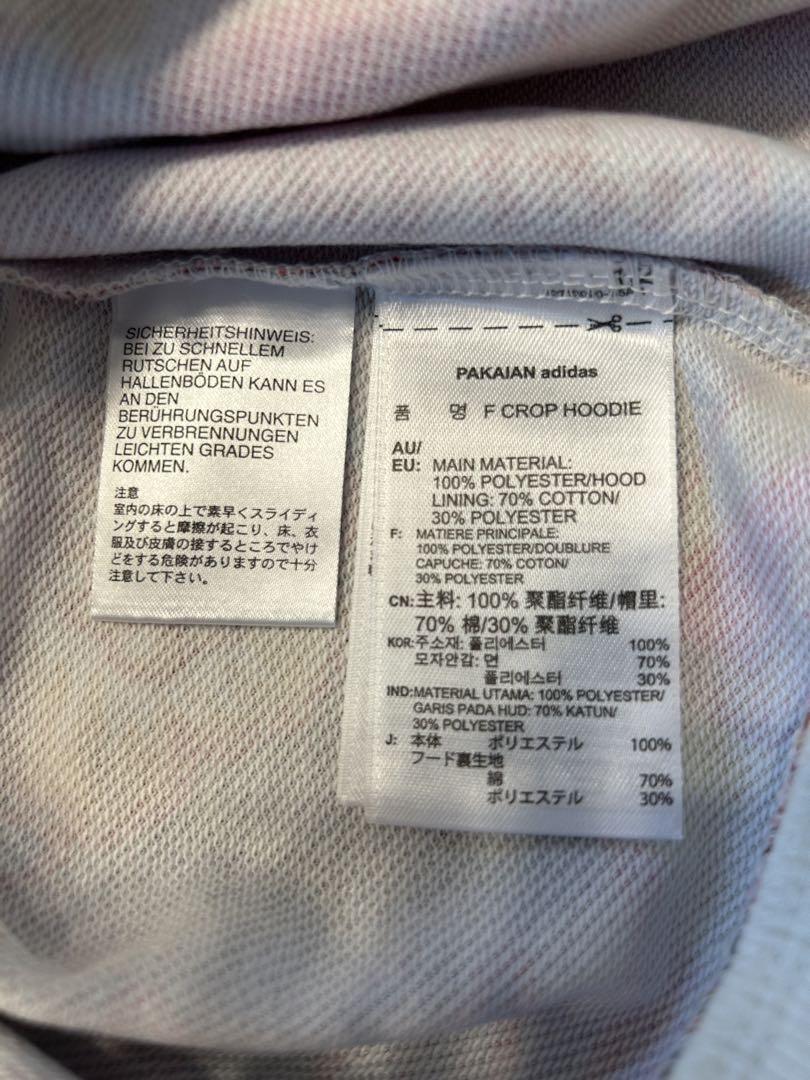 SICHERHEITSHINWEIS:
BEI ZU SCHNELLEM
RUTSCHEN AUF
HALLENBÖDEN KANN ES
AN DEN
BERÜHRUNGSPUNKTEN
ZU VERBRENNUNGEN
LEICHTEN GRADES
KOMMEN.
注意
室内の床の上で素早くスライディ
ングすると摩擦が起こり、床、衣
服及び皮膚の接するところでやけ
どをする危険がありますので十分
注意して下さい。
PAKAIAN adidas
품 명 F CROP HOODIE
AU/
EU: MAIN MATERIAL:
100% POLYESTER/HOOD
LINING: 70% COTTON/
30% POLYESTER
F: MATIERE PRINCIPALE:
100% POLYESTER/DOUBLURE
CAPUCHE: 70% COTON/
30% POLYESTER
CN: 主料: 100% 聚酯纤维/帽里:
70% 棉/30% 聚酯纤维
KOR: 주소재: 폴리에스터 100%
모자안감: 면 70%
폴리에스터 30%
IND: MATERIAL UTAMA: 100% POLYESTER/
GARIS PADA HUD: 70% KATUN/
30% POLYESTER
J: 本体 ポリエステル 100%
フード裏生地
綿 70%
ポリエステル 30%